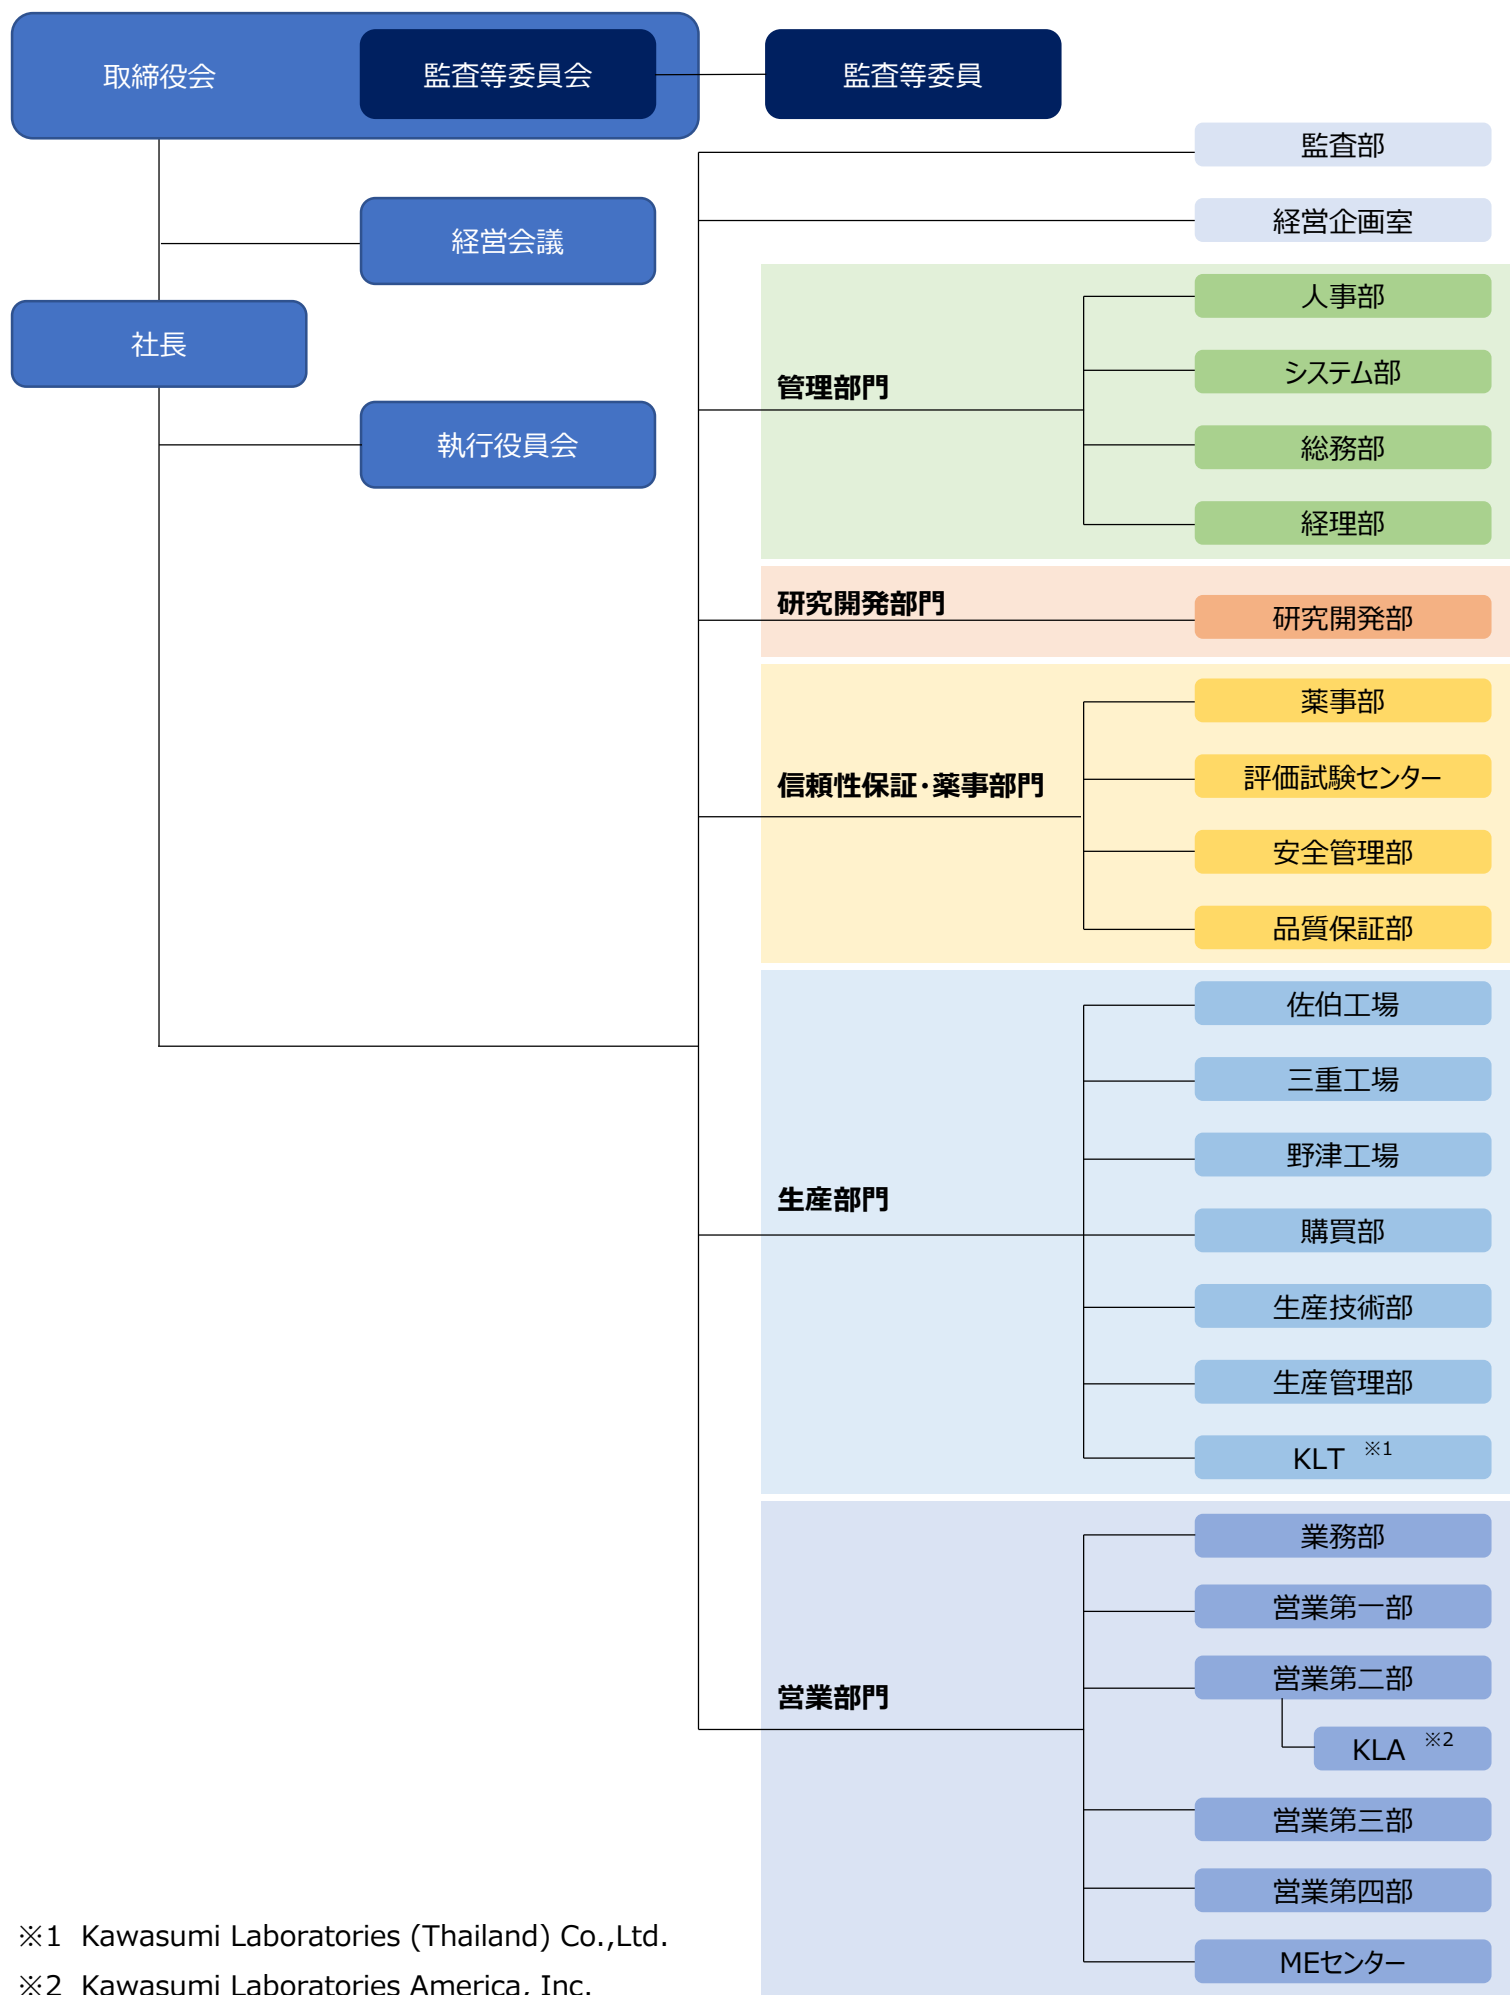 取締役会
監査等委員会
監査等委員
監査部
経営会議
経営企画室
社長
執行役員会
管理部門
人事部
システム部
総務部
経理部
研究開発部門
研究開発部
信頼性保証・薬事部門
薬事部
評価試験センター
安全管理部
品質保証部
生産部門
佐伯工場
三重工場
野津工場
購買部
生産技術部
生産管理部
KLT ※1
営業部門
業務部
営業第一部
営業第二部
KLA ※2
営業第三部
営業第四部
MEセンター
※1 Kawasumi Laboratories (Thailand) Co.,Ltd.
※2 Kawasumi Laboratories America, Inc.